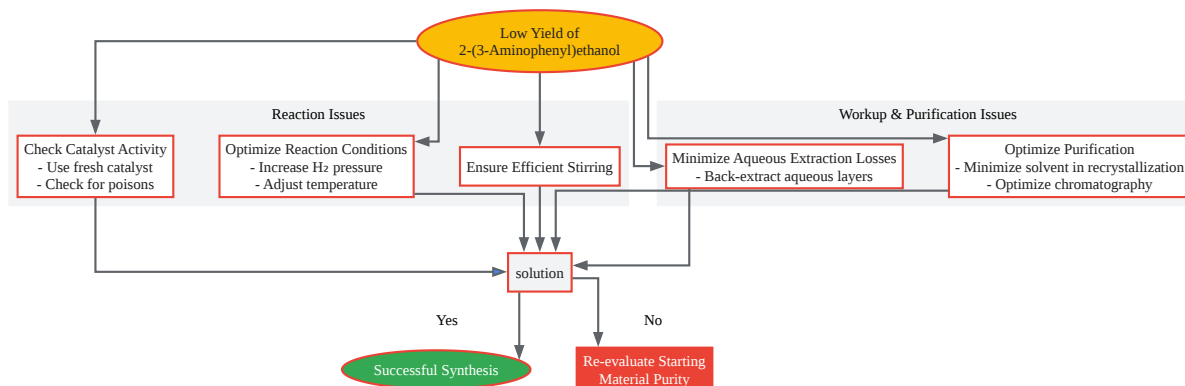 Low Yield of
2-(3-Aminophenyl)ethanol
Reaction Issues
Workup & Purification Issues
Check Catalyst Activity
- Use fresh catalyst
- Check for poisons
Optimize Reaction Conditions
- Increase H₂ pressure
- Adjust temperature
Ensure Efficient Stirring
Minimize Aqueous Extraction Losses
- Back-extract aqueous layers
Optimize Purification
- Minimize solvent in recrystallization
- Optimize chromatography
solution
Yes
No
Successful Synthesis
Re-evaluate Starting
Material Purity